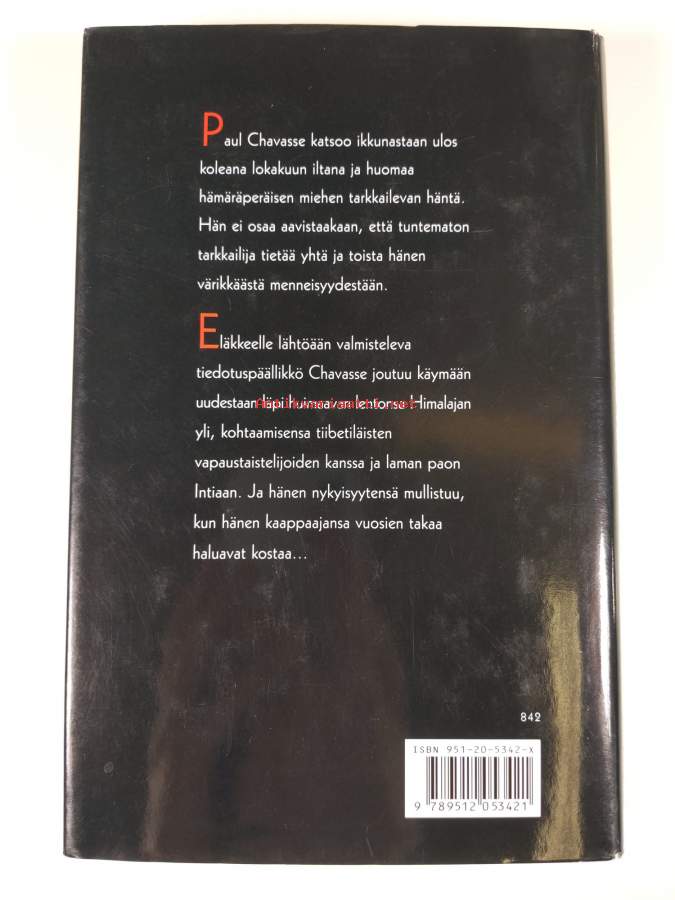 Paul Chavasse katsoo ikkunastaan ulos
koleana lokakuun iltana ja huomaa
hämäräperäisen miehen tarkkailevan häntä.
Hän ei osaa aavistaakaan, että tuntematon
tarkkailija tietää yhtä ja toista hänen
värikkäästä menneisyydestään.
Eläkkeelle lähtöään valmisteleva
tiedotuspäällikkö Chavasse joutuu käymään
uudestaan läpi huimaavan lentonsa Himalajan
yli, kohtaamisensa tiibetiläisten
vapaustaistelijoiden kanssa ja laman paon
Intiaan. Ja hänen nykyisyytensä mullistuu,
kun hänen kaappaajansa vuosien takaa
haluavat kostaa...
842
ISBN 951-20-5342-X
9 789512 053421